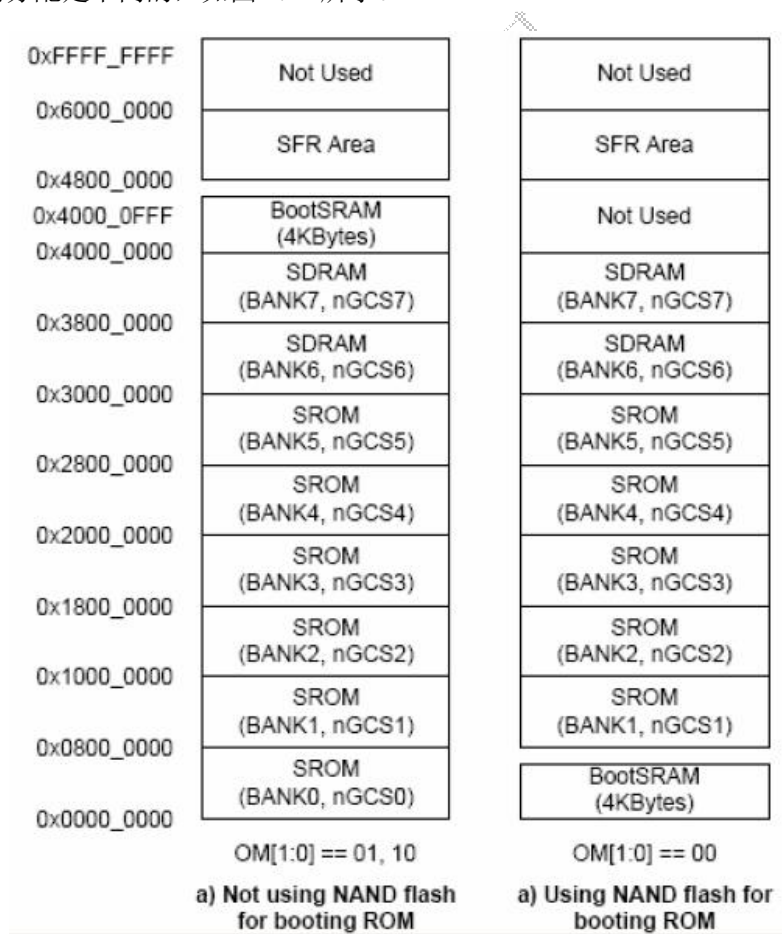 0xFFFF_FFFF
0x6000_0000
0x4800_0000
0x4000_0FFF
0x4000_0000
0x3800_0000
0x3000_0000
0x2800_0000
0x2000_0000
0x1800_0000
0x1000_0000
0x0800_0000
0x0000_0000
Not Used
SFR Area
BootSRAM
(4KBytes)
SDRAM
(BANK7, nGCS7)
SDRAM
(BANK6, nGCS6)
SROM
(BANK5, nGCS5)
SROM
(BANK4, nGCS4)
SROM
(BANK3, nGCS3)
SROM
(BANK2, nGCS2)
SROM
(BANK1, nGCS1)
SROM
(BANK0, nGCS0)
OM[1:0] == 01, 10
a) Not using NAND flash
for booting ROM
Not Used
SFR Area
Not Used
SDRAM
(BANK7, nGCS7)
SDRAM
(BANK6, nGCS6)
SROM
(BANK5, nGCS5)
SROM
(BANK4, nGCS4)
SROM
(BANK3, nGCS3)
SROM
(BANK2, nGCS2)
SROM
(BANK1, nGCS1)
BootSRAM
(4KBytes)
OM[1:0] == 00
a) Using NAND flash for
booting ROM